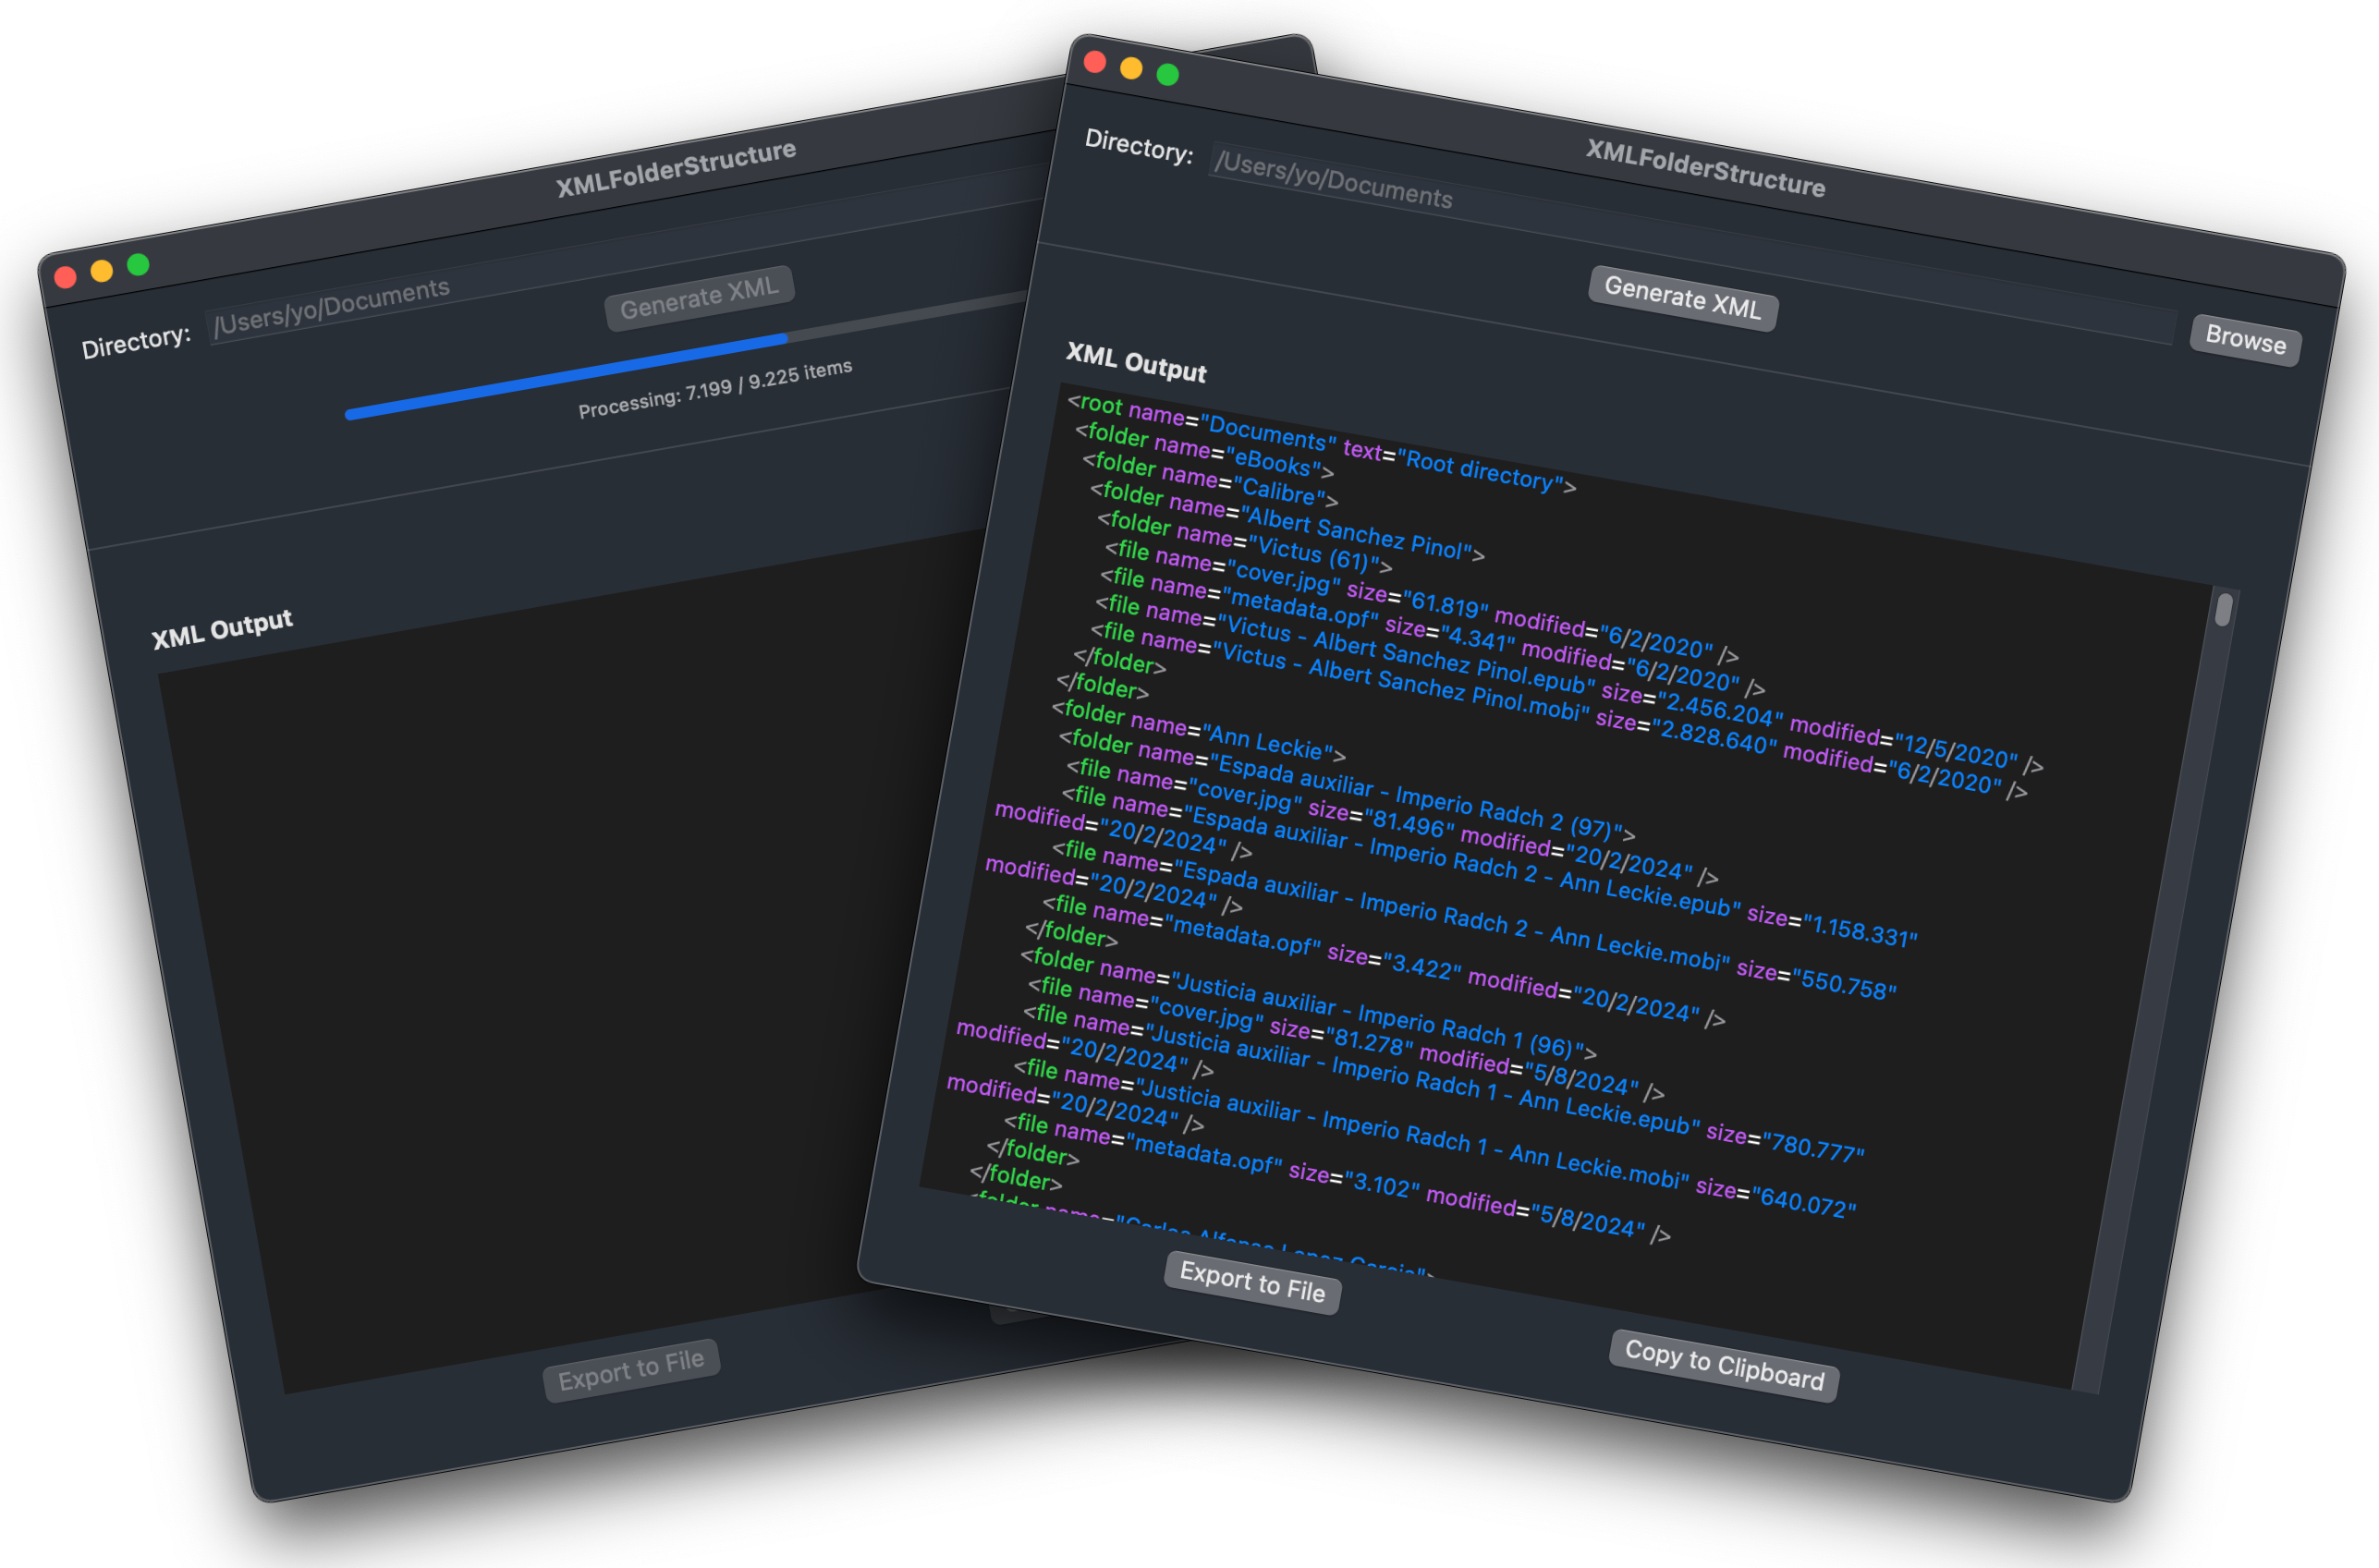 XMLFolderStructure
Directory:
/Users/yo/Documents
Generate XML
Processing: 7.199 / 9.225 items
XML Output
Export to File
XMLFolderStructure
Directory:
/Users/yo/Documents
Browse
Generate XML
XML Output
<root name="Documents" text="Root directory">
<folder name="eBooks">
<folder name="Calibre">
<folder name="Albert Sanchez Pinol">
<folder name="Victus (61)">
<file name="cover.jpg" size="61.819" modified="6/2/2020" />
<file name="metadata.opf" size="4.341" modified="6/2/2020" />
<file name="Victus - Albert Sanchez Pinol.epub" size="2.456.204" modified="12/5/2020" />
<file name="Victus - Albert Sanchez Pinol.mobi" size="2.828.640" modified="6/2/2020" />
</folder>
</folder>
<folder name="Ann Leckie">
<folder name="Espada auxiliar - Imperio Radch 2 (97)">
<file name="cover.jpg" size="81.496" modified="20/2/2024" />
<file name="Espada auxiliar - Imperio Radch 2 - Ann Leckie.epub" size="1.158.331"
modified="20/2/2024" />
<file name="Espada auxiliar - Imperio Radch 2 - Ann Leckie.mobi" size="550.758"
modified="20/2/2024" />
<file name="metadata.opf" size="3.422" modified="20/2/2024" />
</folder>
<folder name="Justicia auxiliar - Imperio Radch 1 (96)">
<file name="cover.jpg" size="81.278" modified="5/8/2024" />
<file name="Justicia auxiliar - Imperio Radch 1 - Ann Leckie.epub" size="780.777"
modified="20/2/2024" />
<file name="Justicia auxiliar - Imperio Radch 1 - Ann Leckie.mobi" size="640.072"
modified="20/2/2024" />
<file name="metadata.opf" size="3.102" modified="5/8/2024" />
</folder>
</folder>
<folder name="Carlos Alfonso Lopez Garcia">
Export to File
Copy to Clipboard